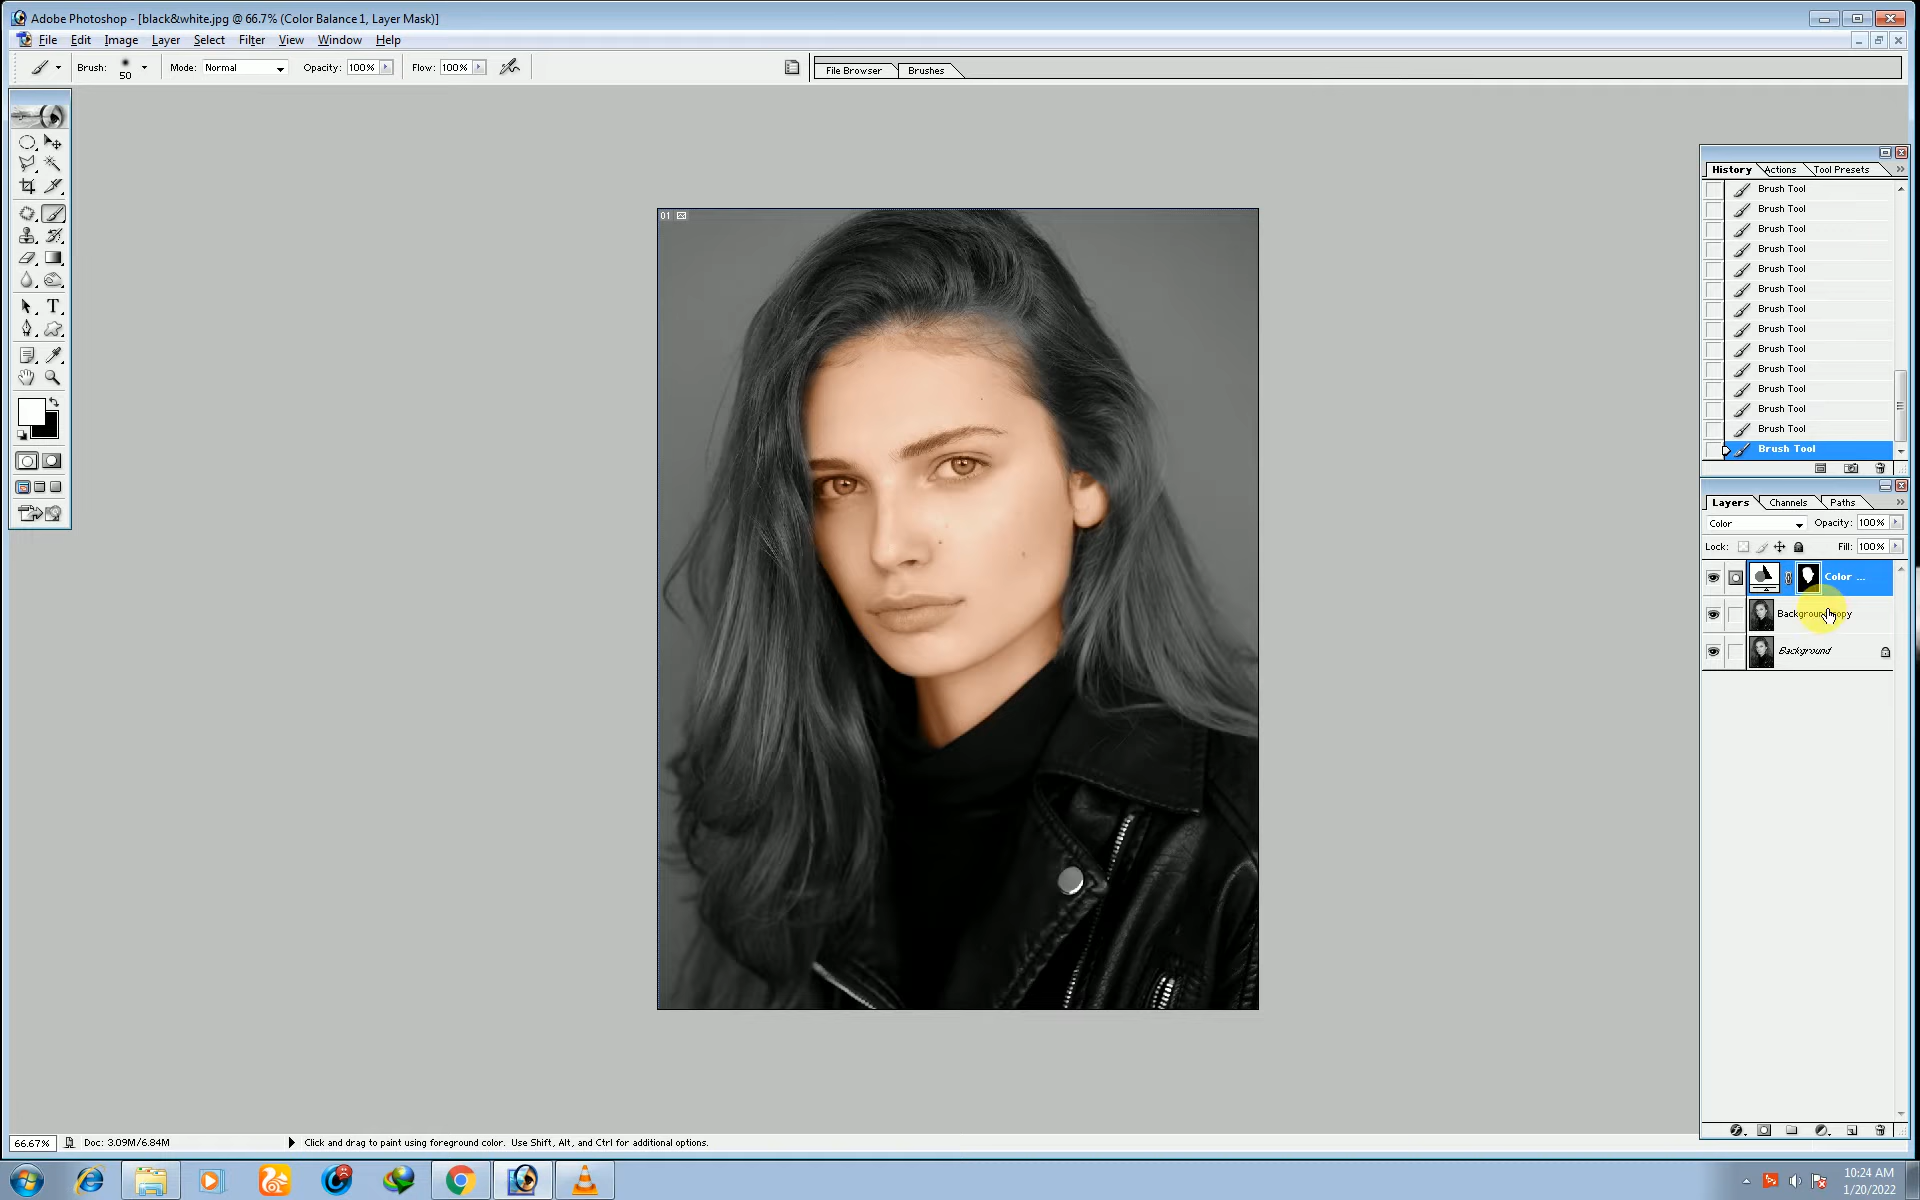 Adobe Photoshop - [black&white.jpg @ 66.7% (Color Balance 1, Layer Mask)]
File Edit Image Layer Select Filter View Window Help
Brush: 50 Mode: Normal Opacity: 100% Flow: 100% File Browser Brushes
01
History Actions Tool Presets
Brush Tool
Brush Tool
Brush Tool
Brush Tool
Brush Tool
Brush Tool
Brush Tool
Brush Tool
Brush Tool
Brush Tool
Brush Tool
Brush Tool
Brush Tool
Brush Tool
Layers Channels Paths
Color Opacity: 100%
Lock: Fill: 100%
Color ...
Background copy
Background
66.67% Doc: 3.09M/6.84M Click and drag to paint using foreground color. Use Shift, Alt, and Ctrl for additional options.
10:24 AM
1/20/2022